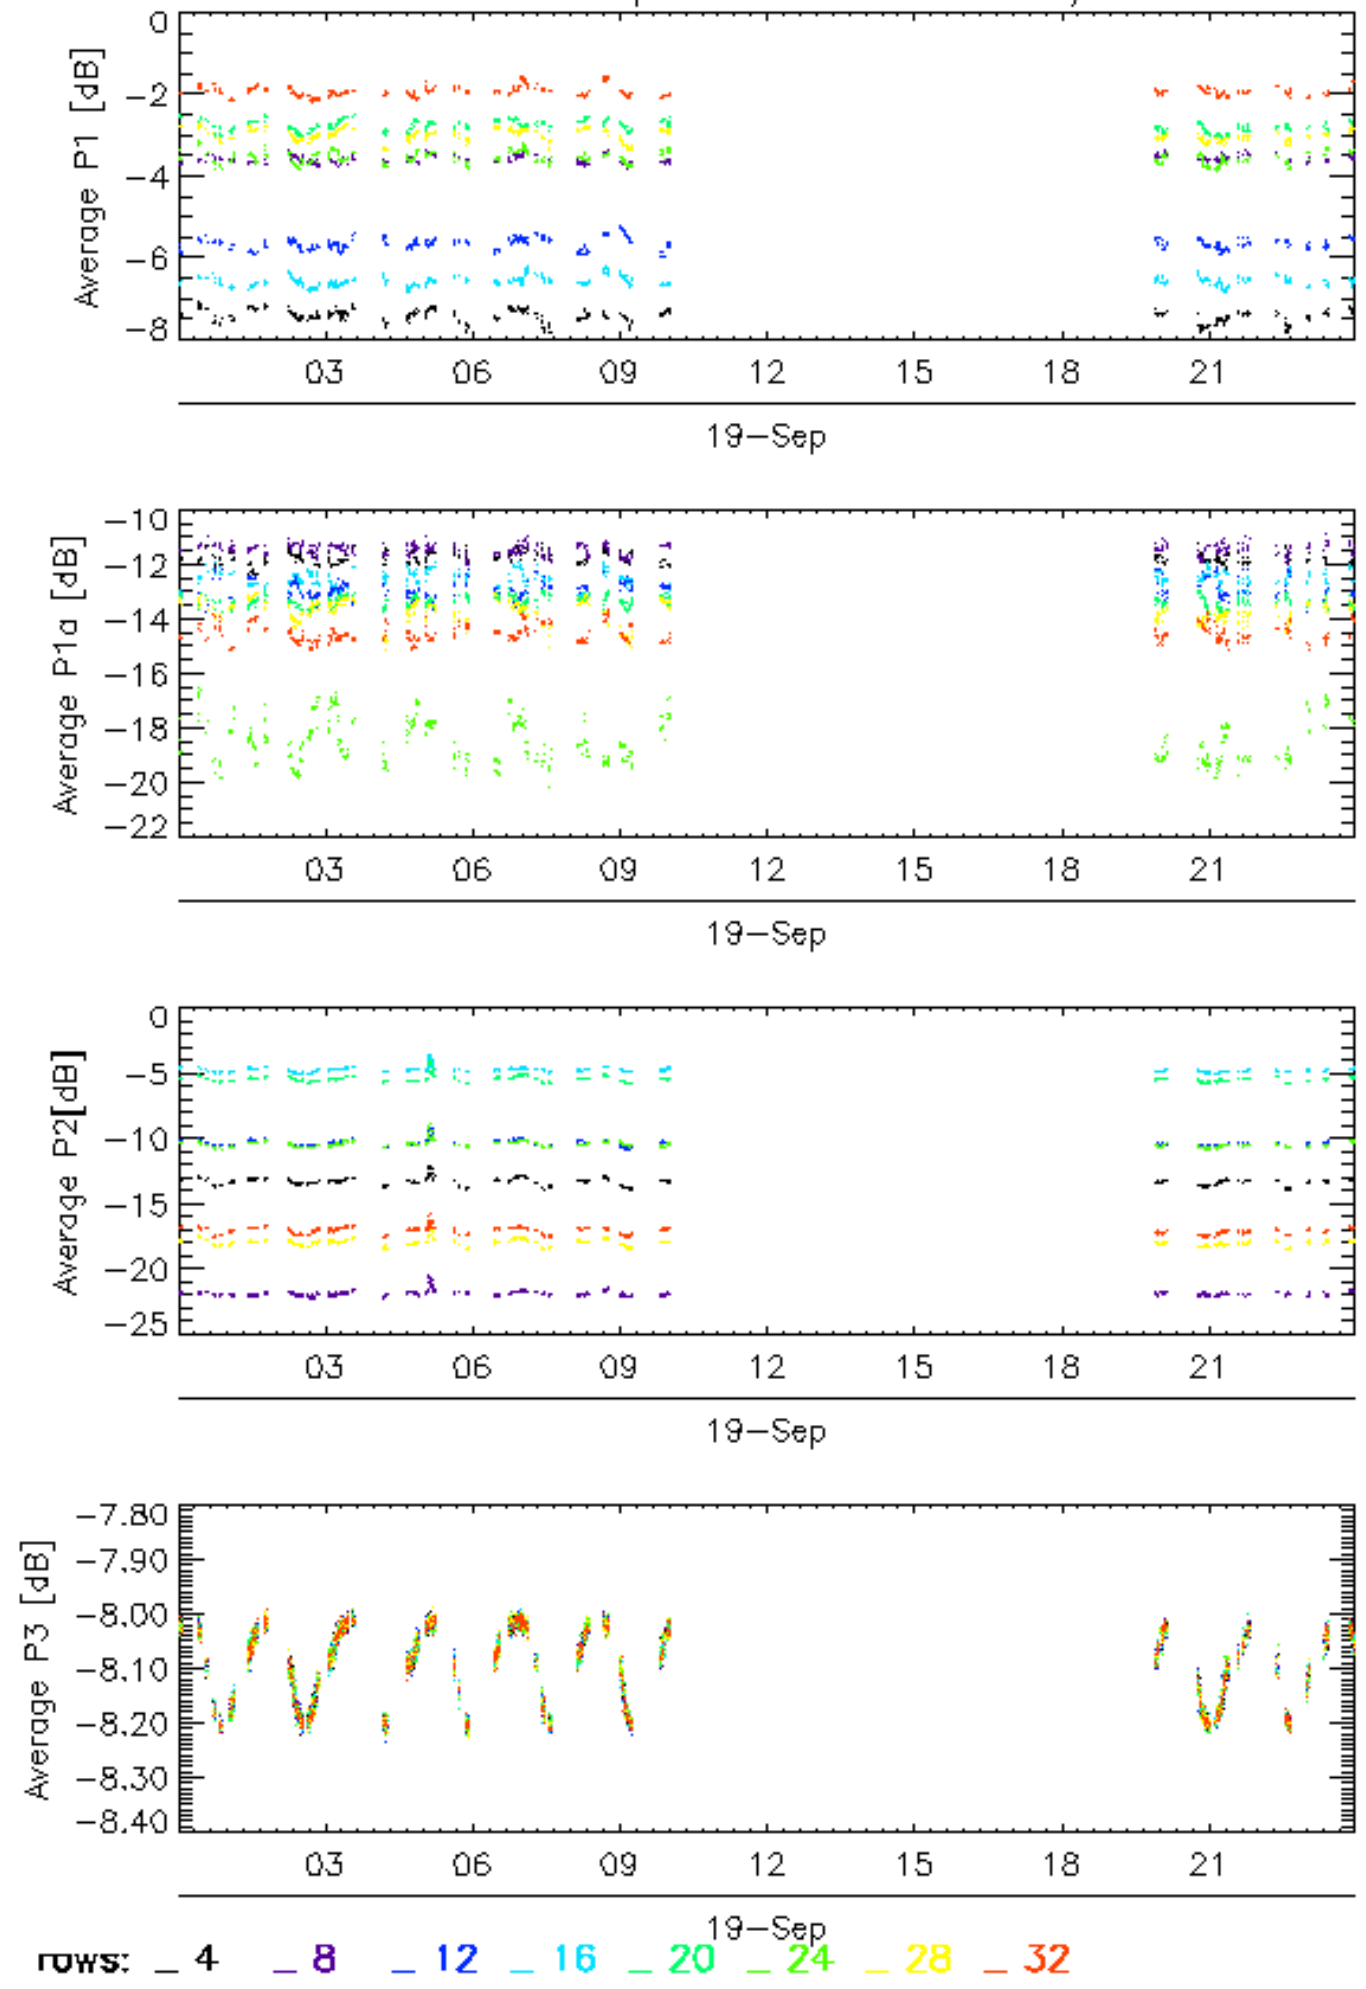 0
-2
-4
-6
-8
Average P1 [dB]
03 06 09 12 15 18 21
19-Sep
-10
-12
-14
-16
-18
-20
-22
Average P1a [dB]
03 06 09 12 15 18 21
19-Sep
0
-5
-10
-15
-20
-25
Average P2[dB]
03 06 09 12 15 18 21
19-Sep
-7.80
-7.90
-8.00
-8.10
-8.20
-8.30
-8.40
Average P3 [dB]
03 06 09 12 15 18 21
19-Sep
rows: _ 4 _ 8 _ 12 _ 16 _ 20 _ 24 _ 28 _ 32